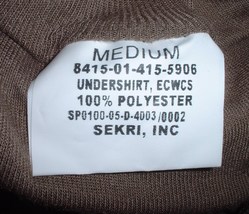 MEDIUM
8415-01-415-5906
UNDERSHIRT, ECWCS
100% POLYESTER
SP0100-05-D-4003/0002
SEKRI, INC